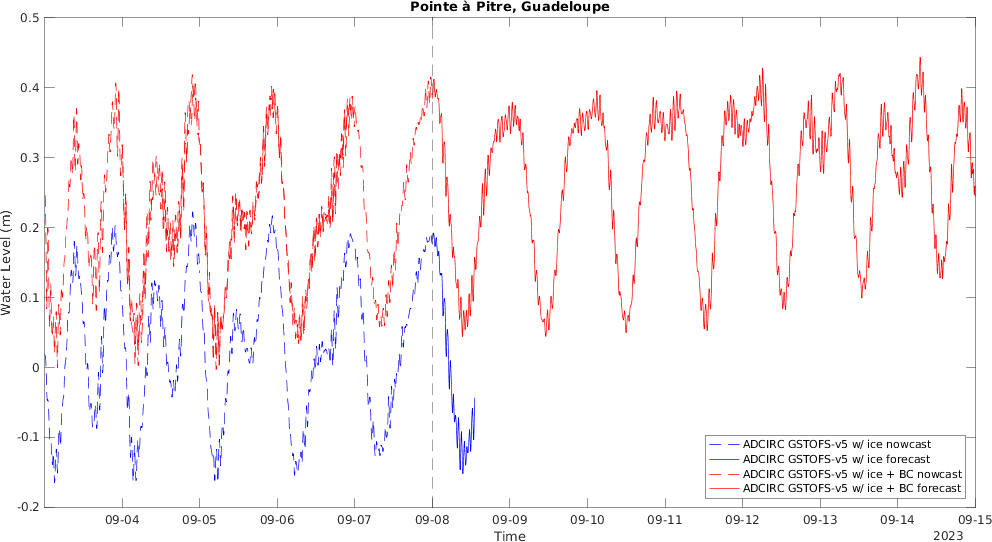 Pointe à Pitre, Guadeloupe
0.5
0.4
0.3
0.2
0.1
0
-0.1
-0.2
Water Level (m)
ADCIRC GSTOFS-v5 w/ ice nowcast
ADCIRC GSTOFS-v5 w/ ice forecast
ADCIRC GSTOFS-v5 w/ ice + BC nowcast
ADCIRC GSTOFS-v5 w/ ice + BC forecast
09-04 09-05 09-06 09-07 09-08 09-09 09-10 09-11 09-12 09-13 09-14 09-15
Time
2023